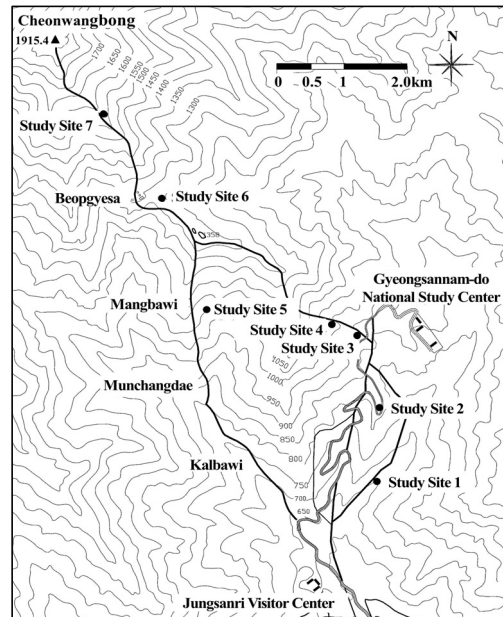 Cheonwangbong
1915.4
N
0 0.5 1 2.0km
1700
1650
1600
1550
1500
1450
1400
1350
1300
Study Site 7
Beopgyesa
Study Site 6
358
Gyeongsannam-do
National Study Center
Mangbawi
Study Site 5
Study Site 4
Study Site 3
1050
1000
950
Munchangdae
Study Site 2
900
850
800
Kalbawi
750
700
650
Study Site 1
Jungsanri Visitor Center